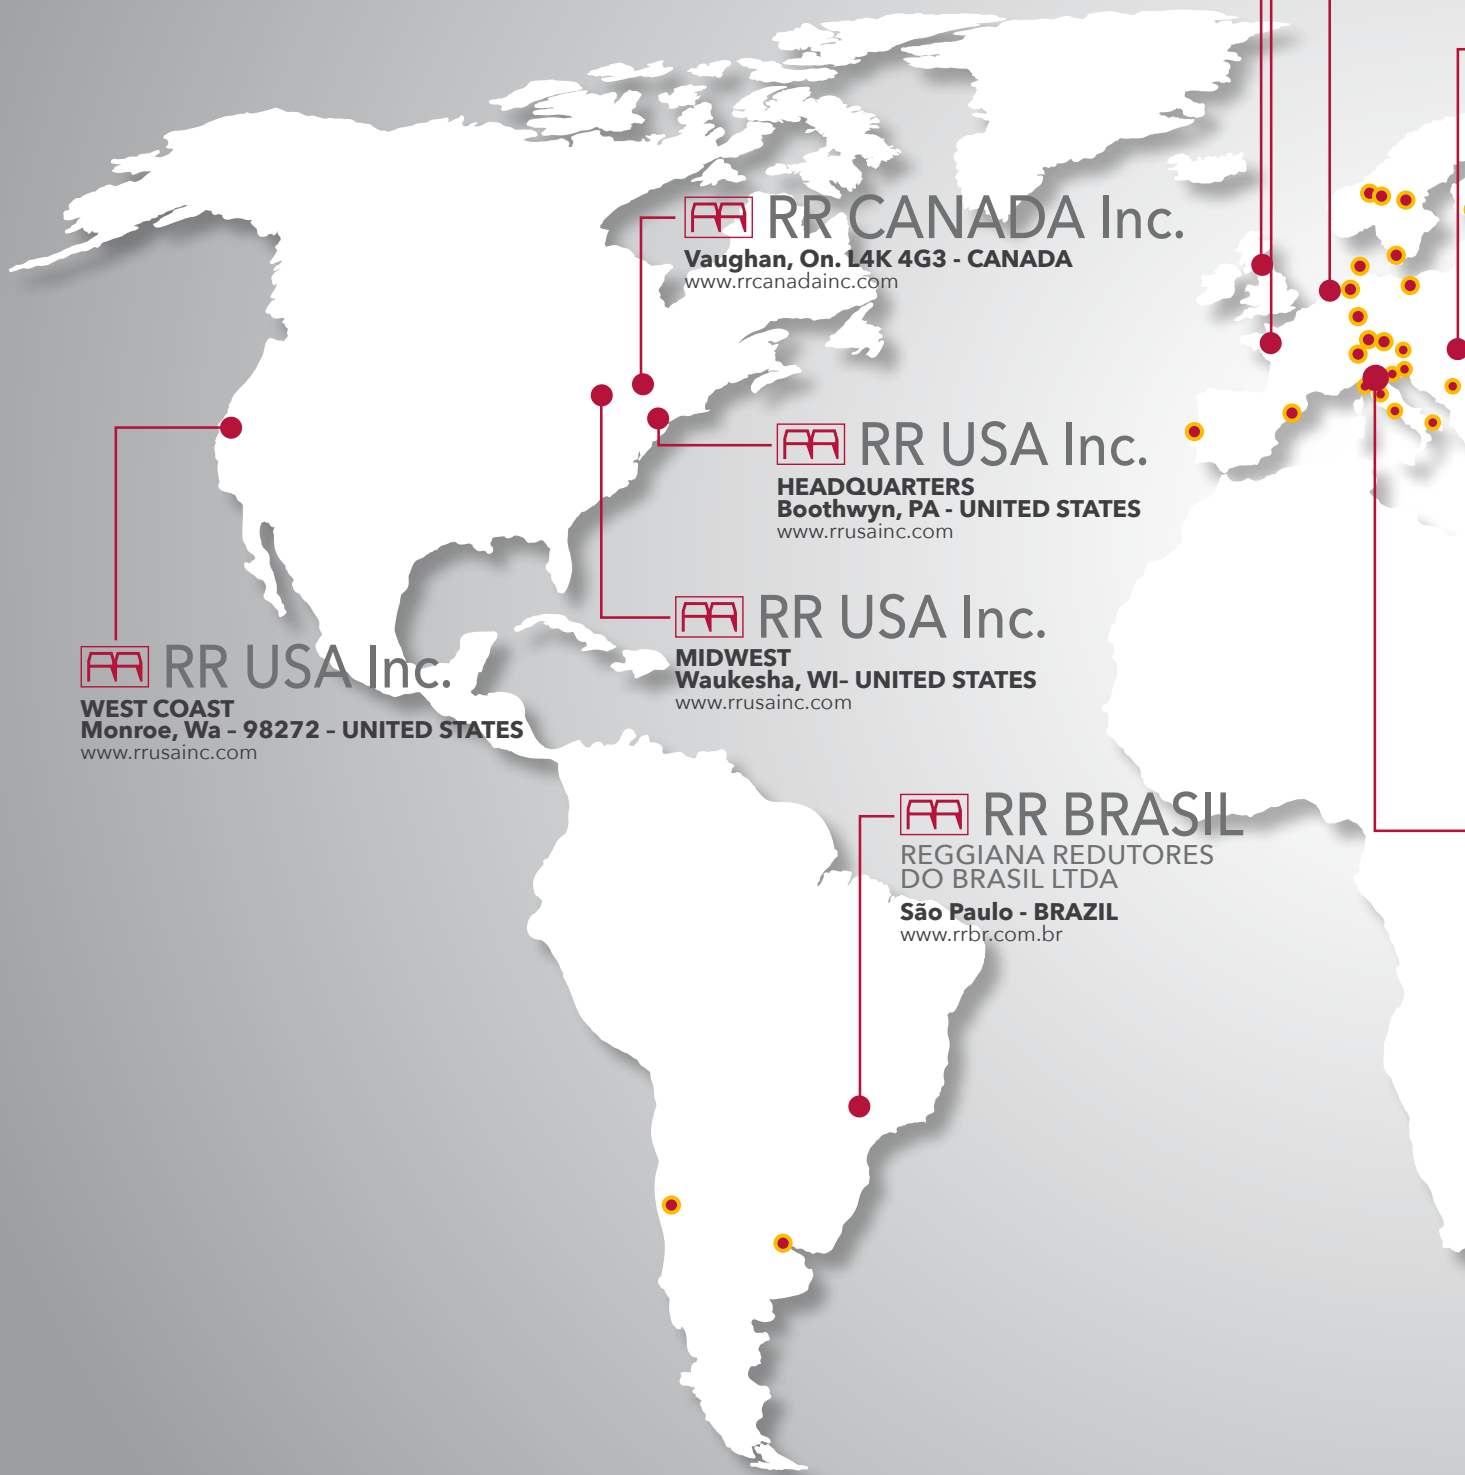 RR CANADA Inc.
Vaughan, On. L4K 4G3 - CANADA
www.rrcanadainc.com
RR USA Inc.
HEADQUARTERS
Boothwyn, PA - UNITED STATES
www.rrusainc.com
RR USA Inc.
MIDWEST
Waukesha, WI– UNITED STATES
www.rrusainc.com
RR USA Inc.
WEST COAST
Monroe, Wa – 98272 – UNITED STATES
www.rrusainc.com
RR BRASIL
REGGIANA REDUTORES
DO BRASIL LTDA
São Paulo - BRAZIL
www.rrbr.com.br